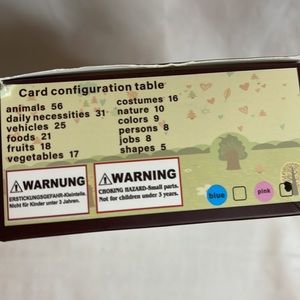 Card configuration table
animals 56
daily necessities 31
vehicles 25
foods 21
fruits 18
vegetables 17
costumes 16
nature 10
colors 9
persons 8
jobs 8
shapes 5
WARNUNG
ERSTICKUNGSGEFAHR-Kleinteile.
Nicht für Kinder unter 3 Jahren.
WARNING
CHOKING HAZARD-Small parts.
Not for children under 3 years.
blue
pink